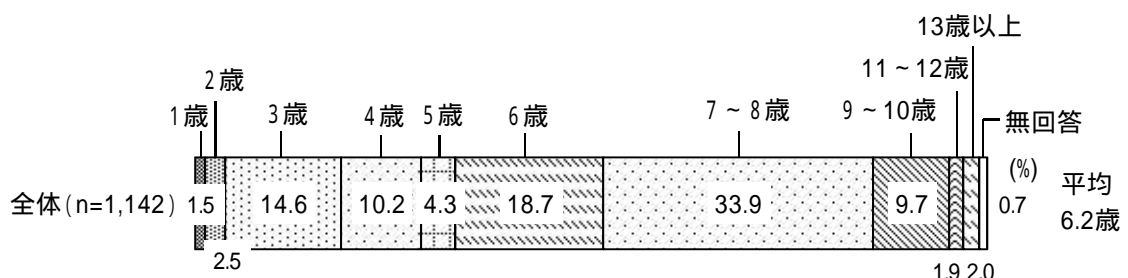 13歳以上
2歳
11～12歳
1歳
3歳
4歳
5歳
6歳
7～8歳
9～10歳
無回答
(%)
全体(n=1,142)
1.5
14.6
10.2
4.3
18.7
33.9
9.7
0.7
平均
6.2歳
2.5
1.9
2.0